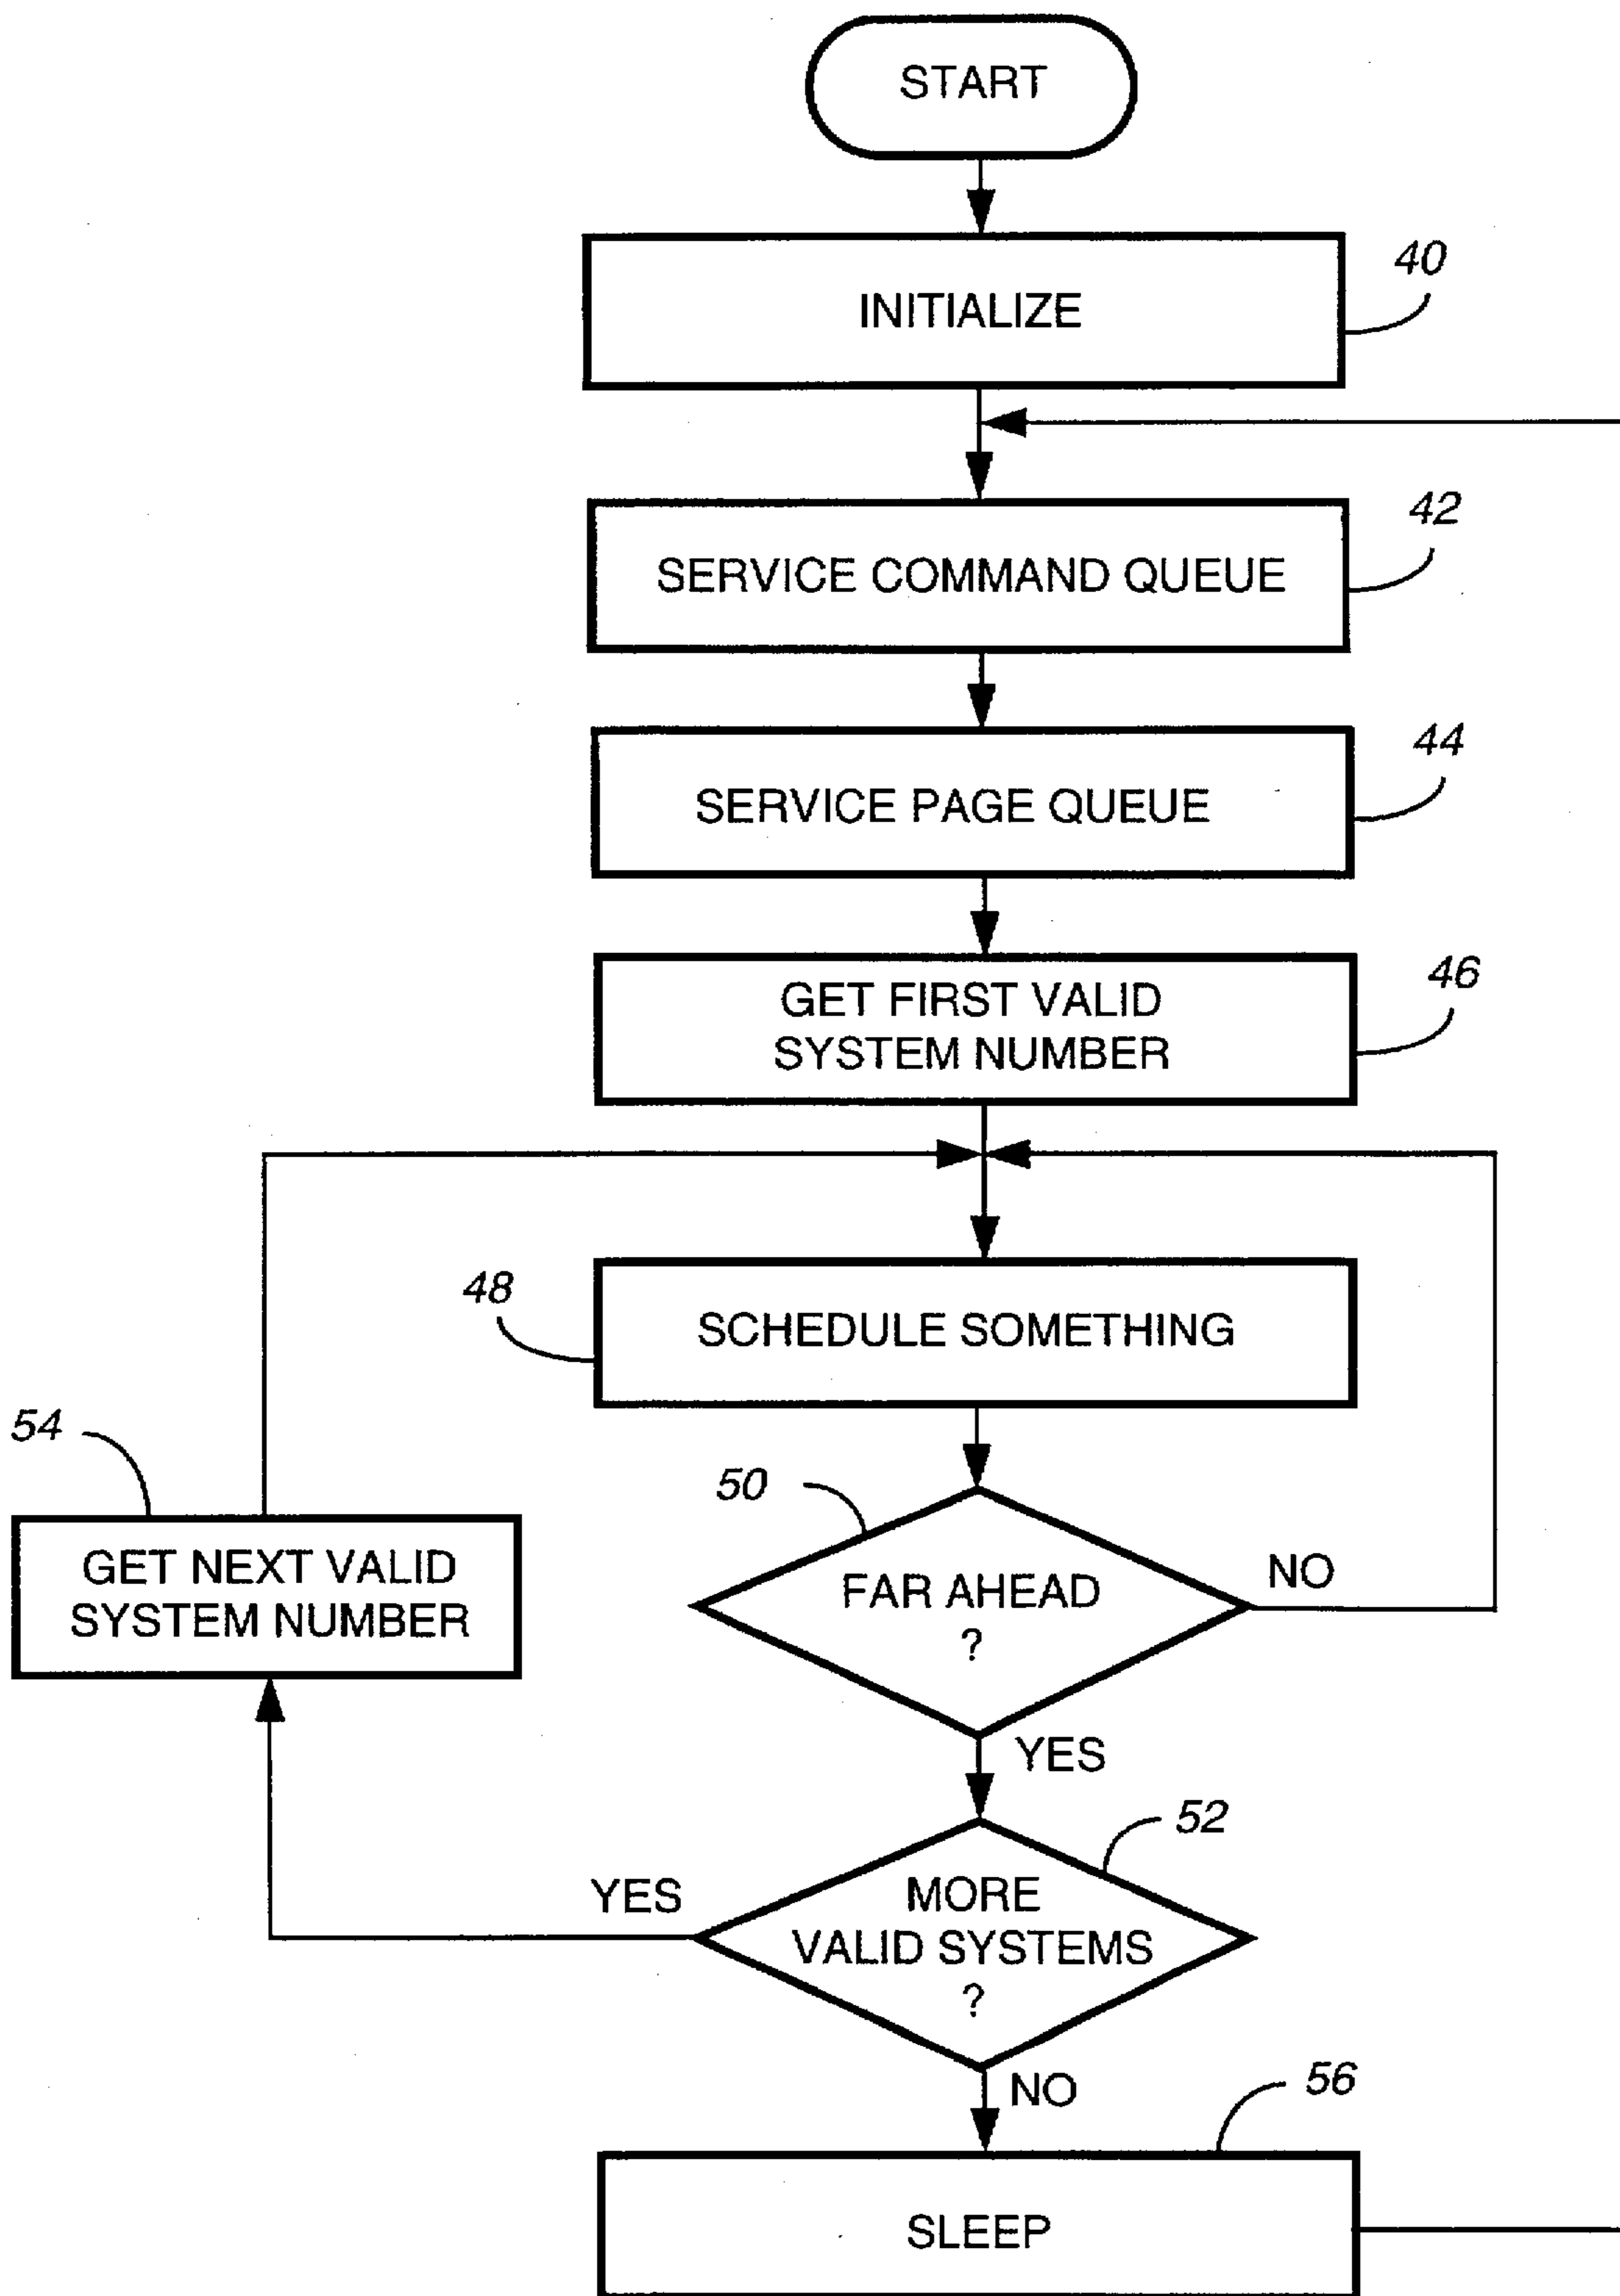 START
INITIALIZE
40
SERVICE COMMAND QUEUE
42
SERVICE PAGE QUEUE
44
GET FIRST VALID
SYSTEM NUMBER
46
48
SCHEDULE SOMETHING
54
GET NEXT VALID
SYSTEM NUMBER
50
FAR AHEAD
?
NO
YES
52
MORE
VALID SYSTEMS
?
YES
NO
56
SLEEP